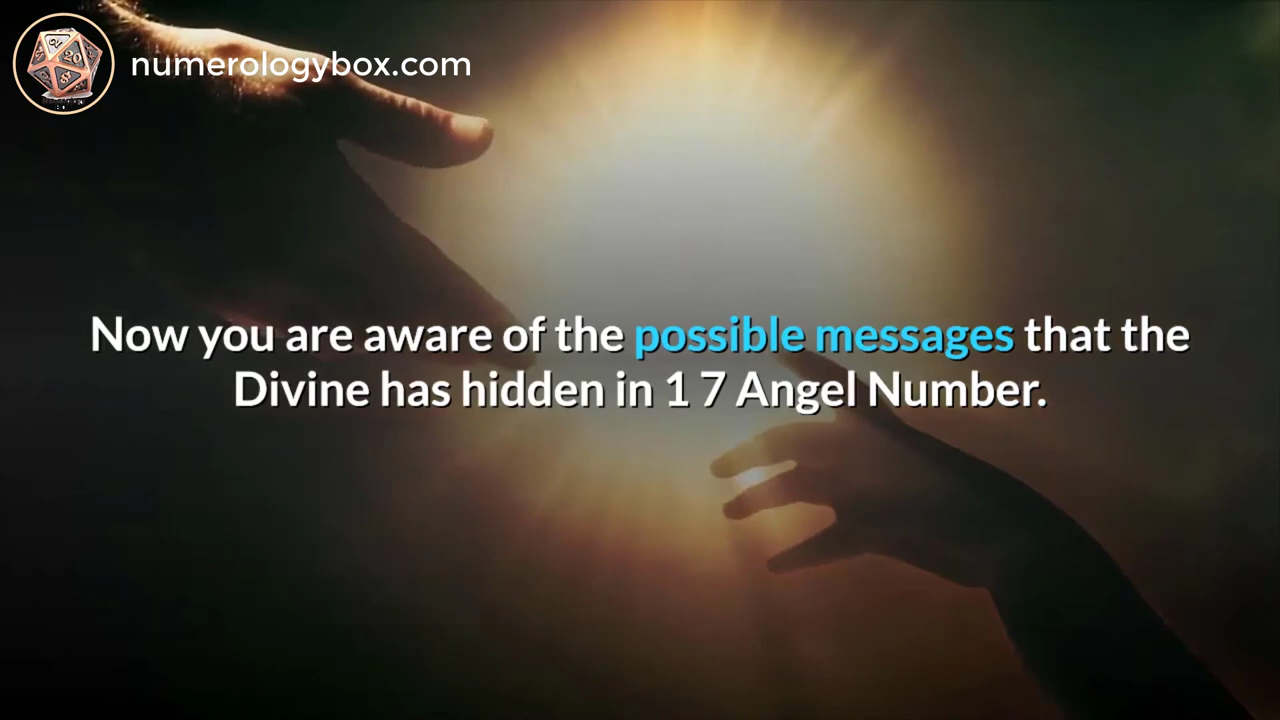 numerologybox.com
20
Now you are aware of the possible messages that the
Divine has hidden in 1 7 Angel Number.